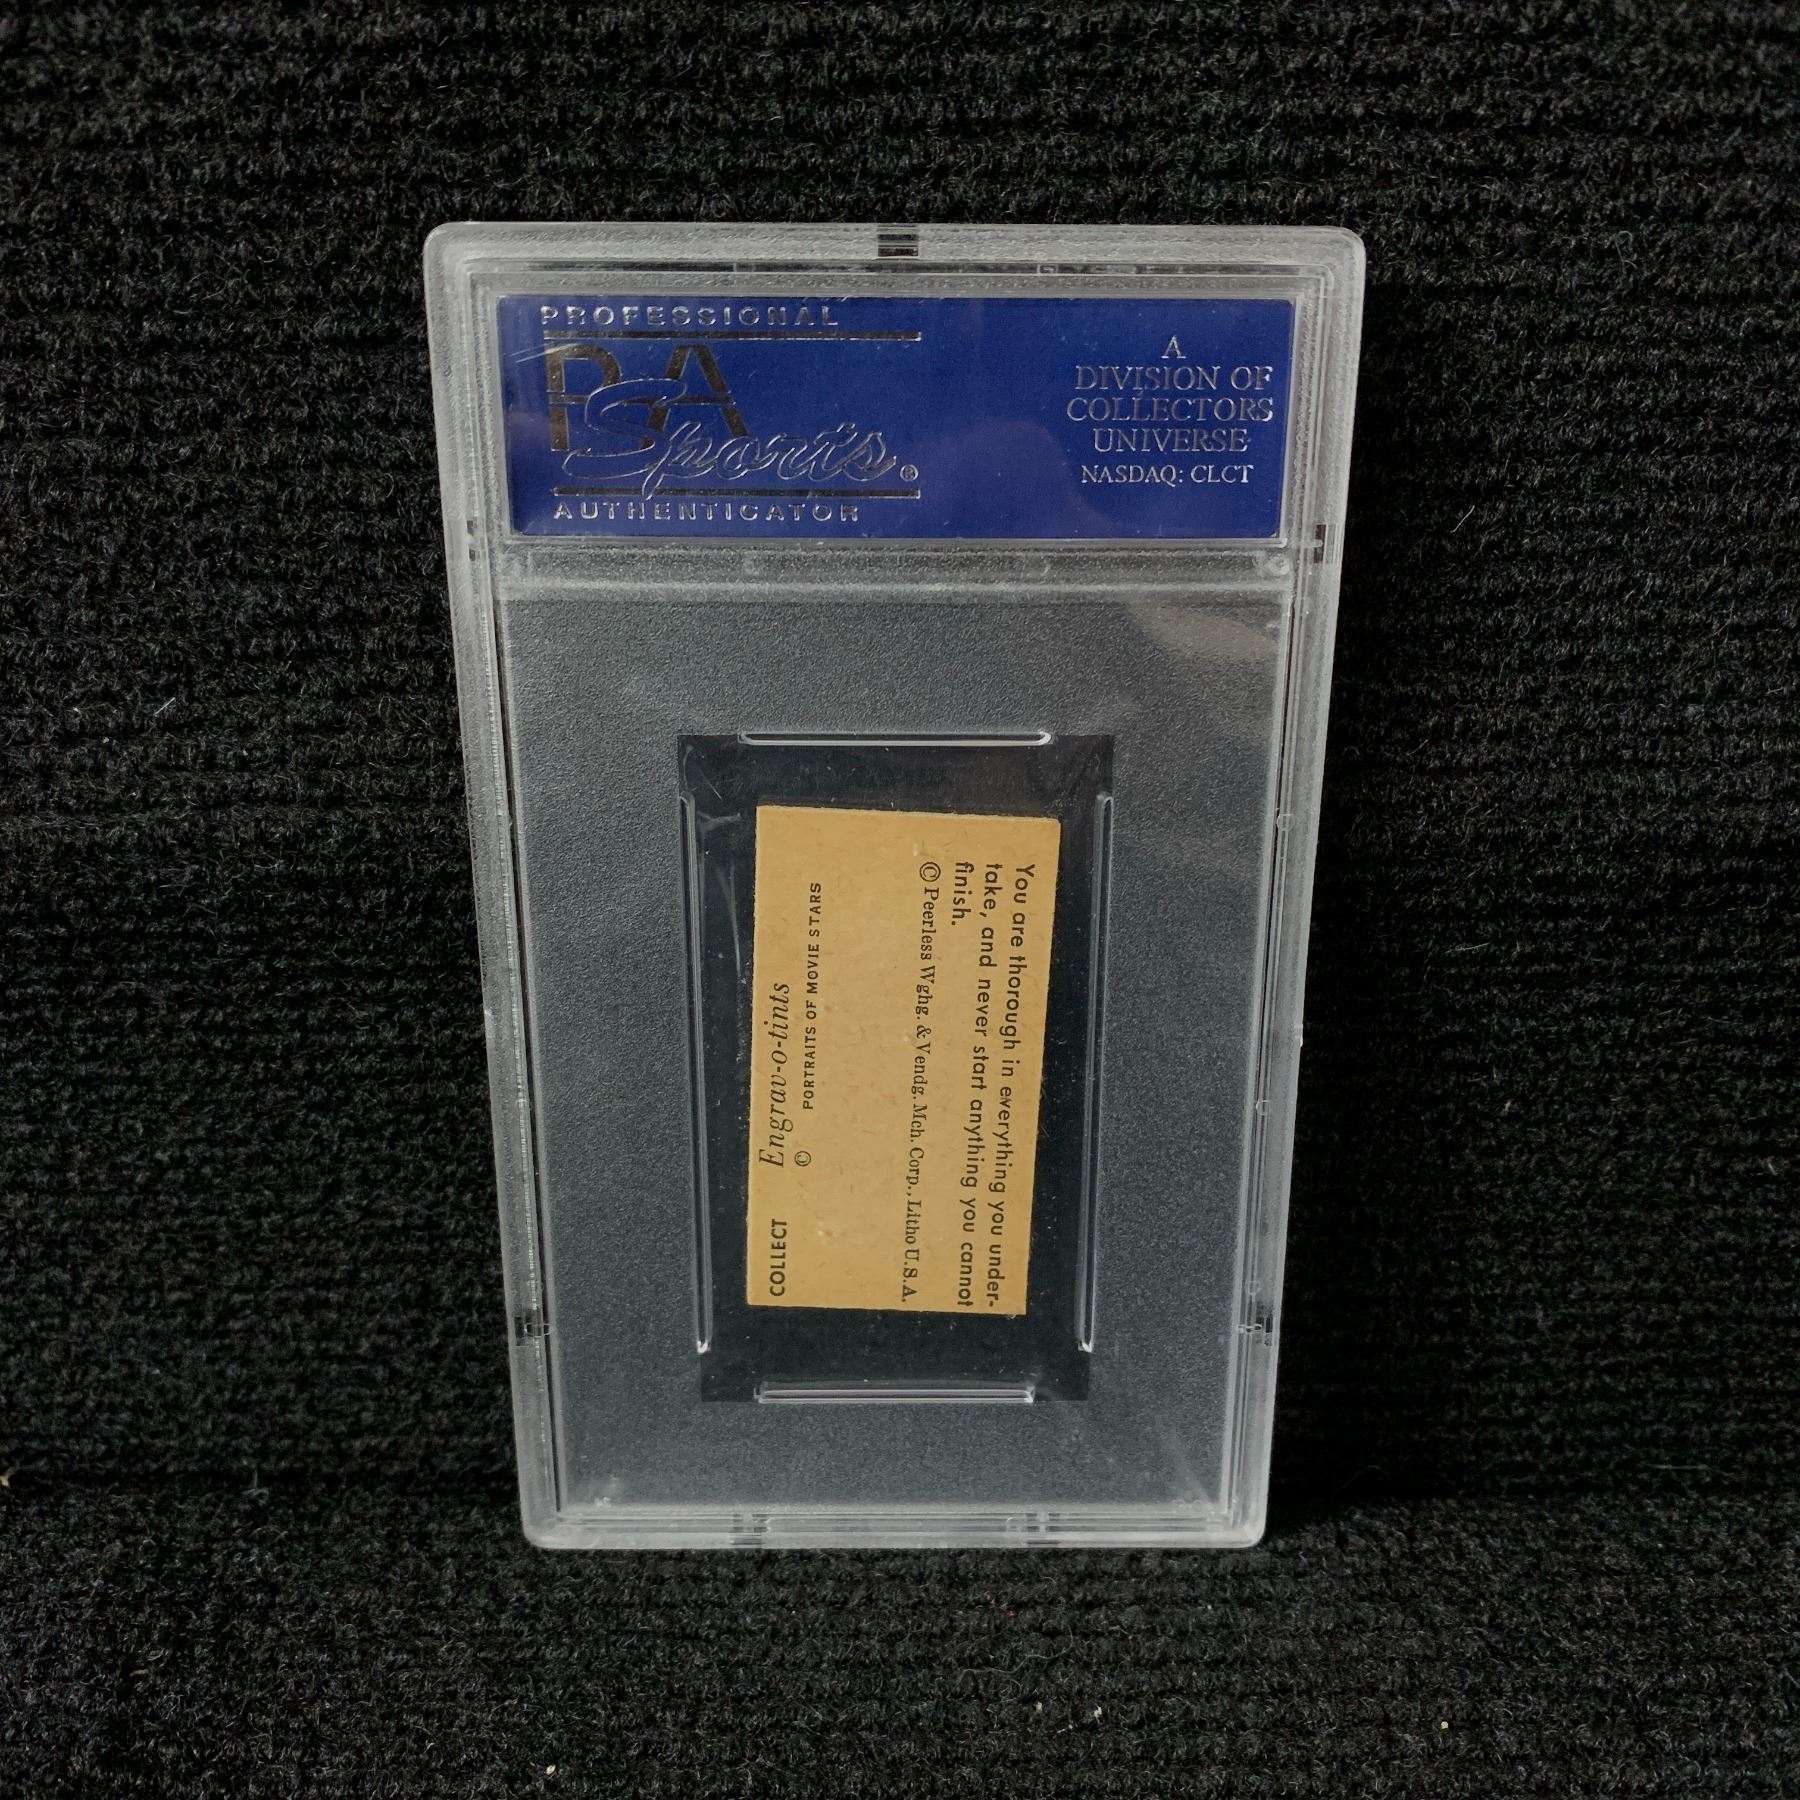 PROFESSIONAL
PSA
Sports®
AUTHENTICATOR
A
DIVISION OF
COLLECTORS
UNIVERSE
NASDAQ: CLCT
You are thorough in everything you under-
take, and never start anything you cannot
finish.
© Peerless Wghg. & Vendg. Mch. Corp., Litho U.S.A.
PORTRAITS OF MOVIE STARS
©
COLLECT Engrav-o-tints